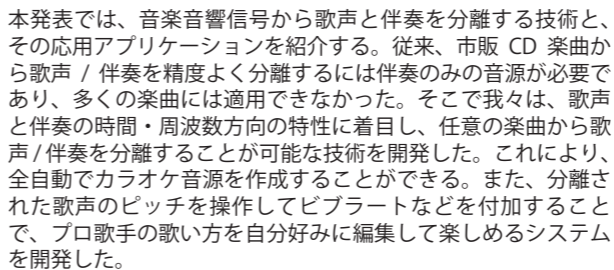 本発表では、音楽音響信号から歌声と伴奏を分離する技術と、
その応用アプリケーションを紹介する。従来、市販 CD 楽曲か
ら歌声 / 伴奏を精度よく分離するには伴奏のみの音源が必要で
あり、多くの楽曲には適用できなかった。そこで我々は、歌声
と伴奏の時間・周波数方向の特性に着目し、任意の楽曲から歌
声 / 伴奏を分離することが可能な技術を開発した。これにより、
全自動でカラオケ音源を作成することができる。また、分離さ
れた歌声のピッチを操作してビブラートなどを付加すること
で、プロ歌手の歌い方を自分好みに編集して楽しめるシステム
を開発した。